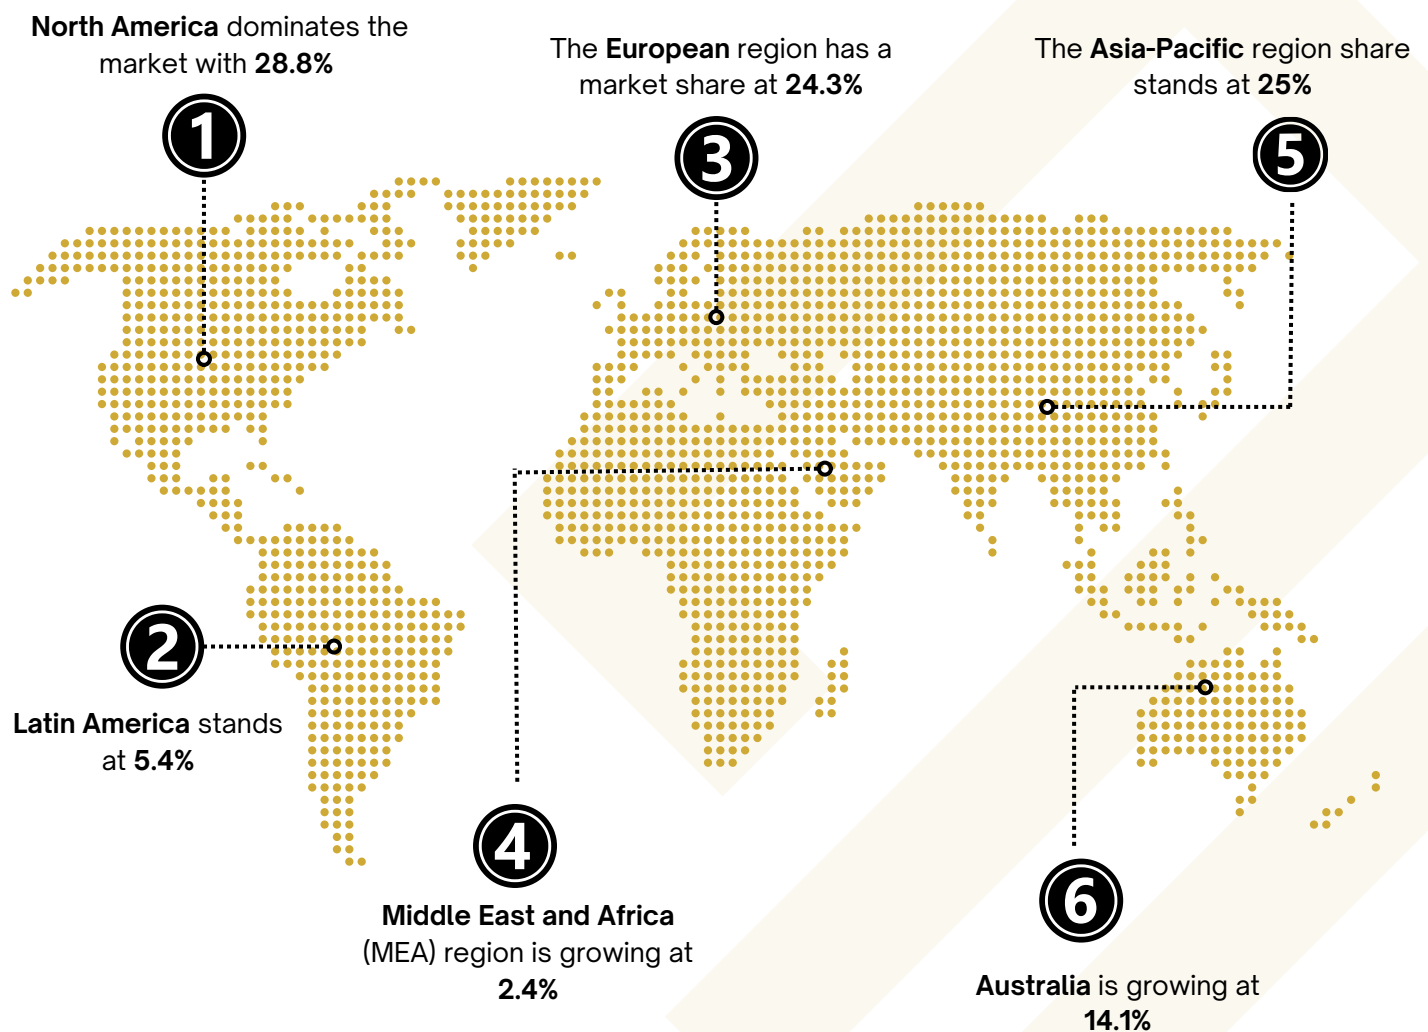 North America dominates the
market with 28.8%
1
The European region has a
market share at 24.3%
3
The Asia-Pacific region share
stands at 25%
5
2
Latin America stands
at 5.4%
4
Middle East and Africa
(MEA) region is growing at
2.4%
6
Australia is growing at
14.1%